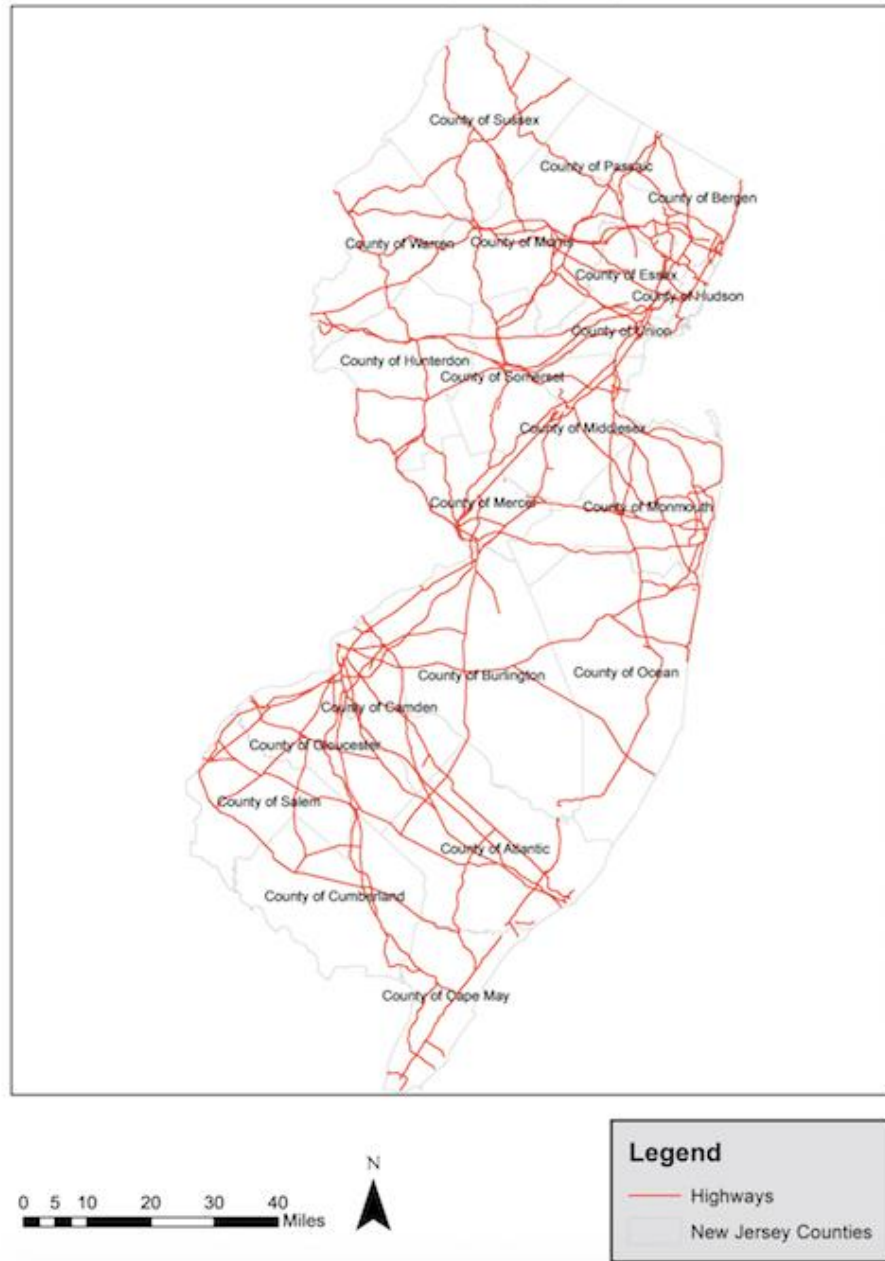 County of Sussex
County of Passaic
County of Bergen
County of Warren
County of Morris
County of Essex
County of Hudson
County of Union
County of Hunterdon
County of Somerset
County of Middlesex
County of Mercer
County of Monmouth
County of Burlington
County of Ocean
County of Camden
County of Gloucester
County of Salem
County of Atlantic
County of Cumberland
County of Cape May
0 5 10 20 30 40
Miles
N
Legend
Highways
New Jersey Counties